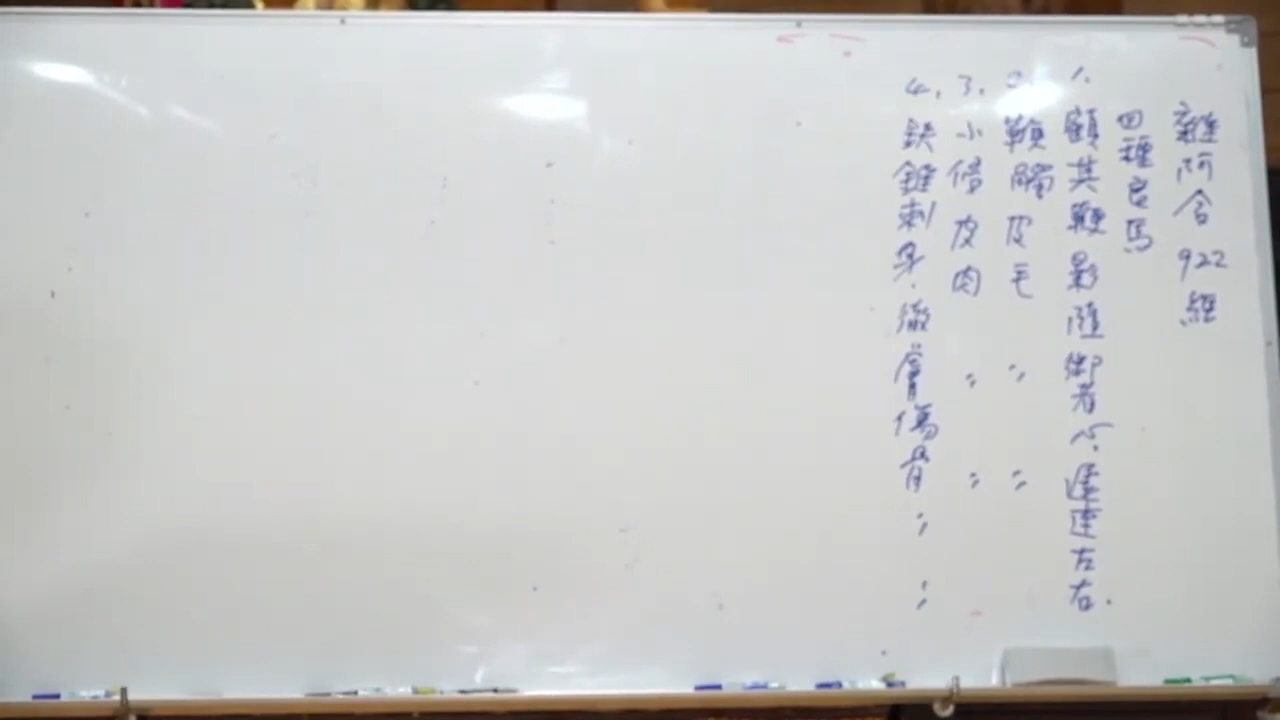 雜阿含922經
四種良馬
1. 顧其鞭影隨御者心遲速左右.
2. 鞭觸皮毛 〃 〃
3. 小傷皮肉 〃 〃
4. 鉄錐刺身.徹膚傷骨 〃 〃